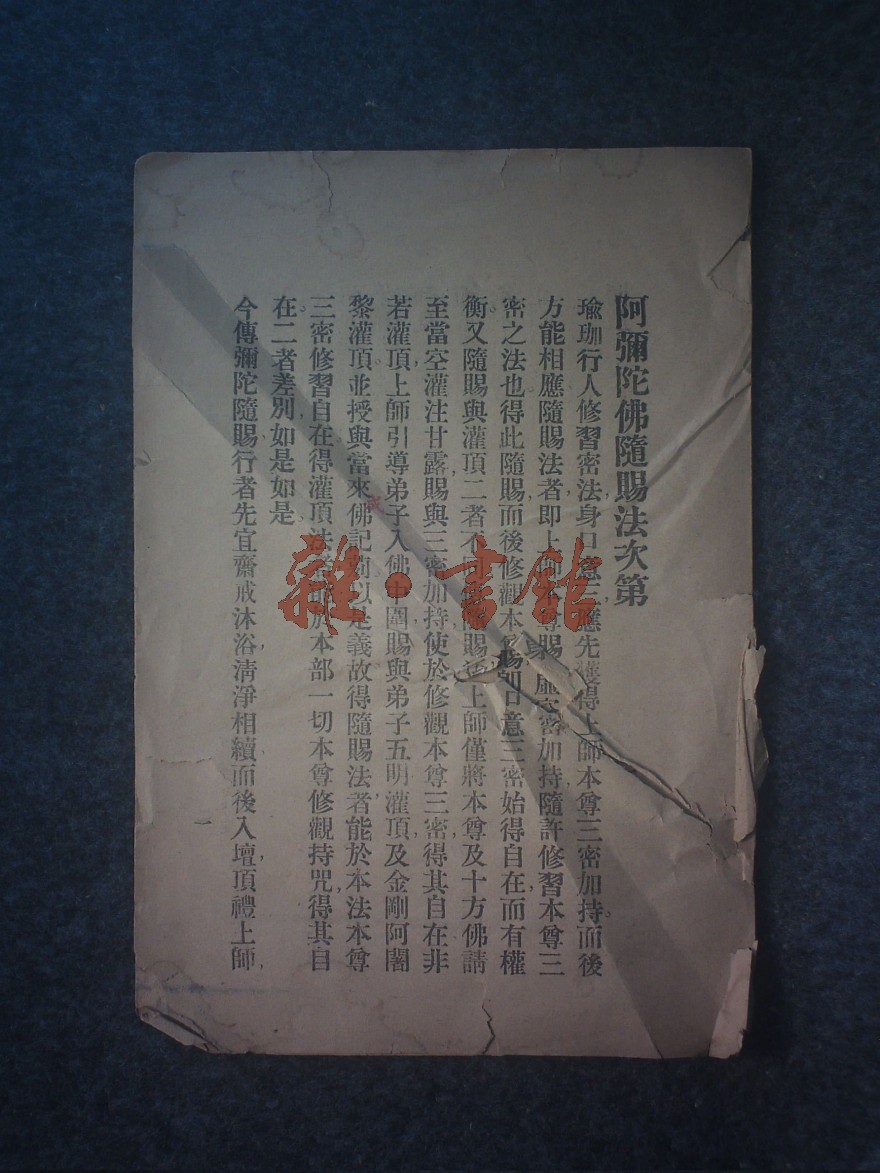 阿彌陀佛隨賜法次第
瑜珈行人修習密法身口意三應先獲得上師本尊三密加持而後
方能相應隨賜法者即上師本尊賜三密加持隨許修習本尊三
密之法也得此隨賜而後修觀本尊身口意三密始得自在而有權
衡又隨賜與灌頂二者不同隨賜上師僅將本尊及十方佛請
至當空灌注甘露賜與三密加持使於修觀本尊三密得其自在非
若灌頂上師引導弟子入佛中圍賜與弟子五明灌頂及金剛阿闍
黎灌頂並授與當來佛記莂以是義故得隨賜法者能於本法本尊
三密修習自在得灌頂法者能於本部一切本尊修觀持咒得其自
在二者差別如是如是
今傳彌陀隨賜行者先宜齋戒沐浴清淨相續而後入壇頂禮上師
一
成
雜·書館